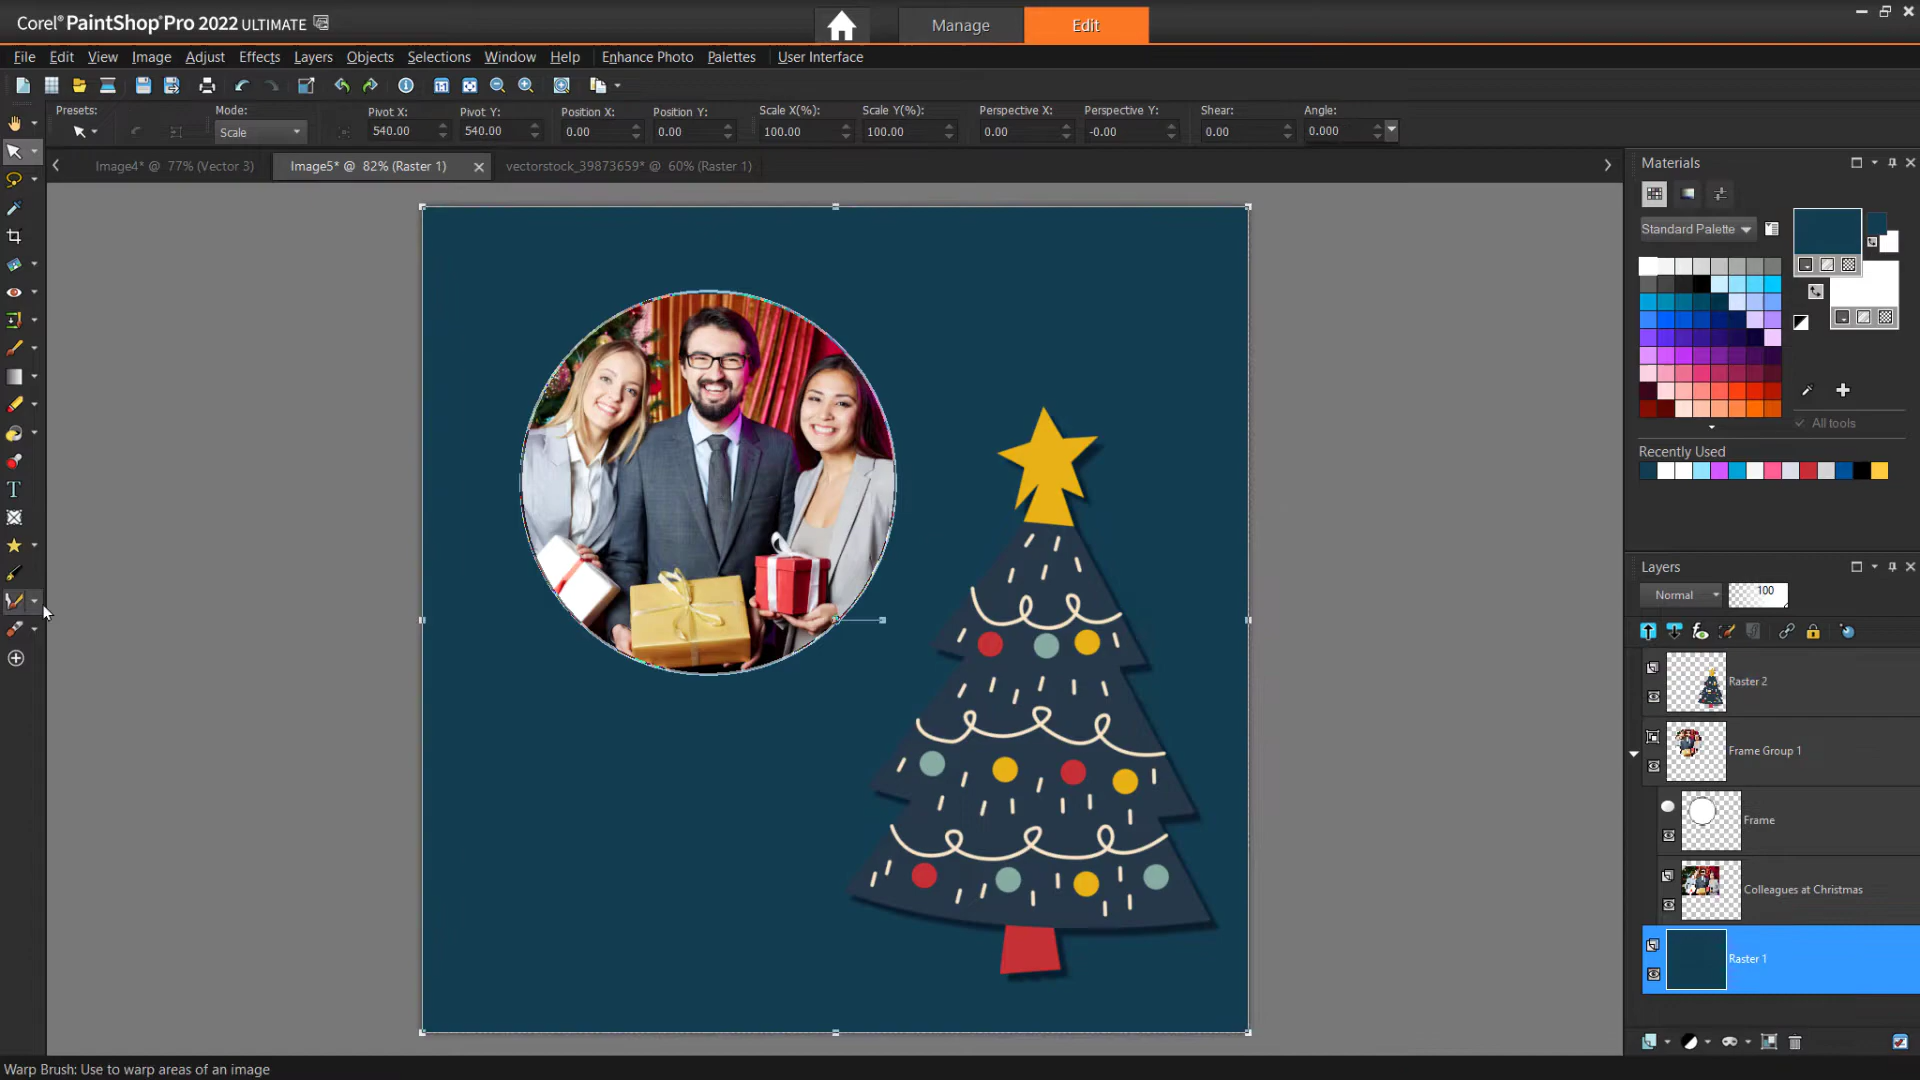 Corel® PaintShop® Pro 2022 ULTIMATE
Manage
Edit
File Edit View Image Adjust Effects Layers Objects Selections Window Help Enhance Photo Palettes User Interface
Presets: Mode: Pivot X: Pivot Y: Position X: Position Y: Scale X(%): Scale Y(%): Perspective X: Perspective Y: Shear: Angle:
Scale 540.00 540.00 0.00 0.00 100.00 100.00 0.00 -0.00 0.00 0.000
Image4* @ 77% (Vector 3)
Image5* @ 82% (Raster 1)
vectorstock_39873659* @ 60% (Raster 1)
Materials
Standard Palette
All tools
Recently Used
Layers
Normal 100
Raster 2
Frame Group 1
Frame
Colleagues at Christmas
Raster 1
Warp Brush: Use to warp areas of an image